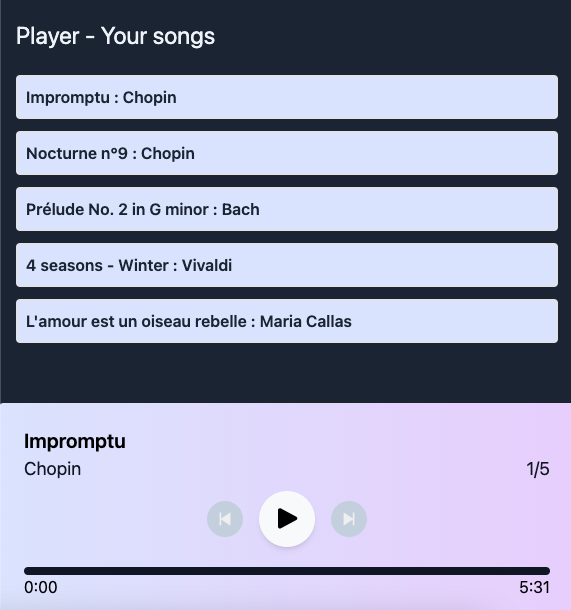 Player - Your songs
Impromptu : Chopin
Nocturne n°9 : Chopin
Prélude No. 2 in G minor : Bach
4 seasons - Winter : Vivaldi
L'amour est un oiseau rebelle : Maria Callas
Impromptu
Chopin 1/5
0:00 5:31